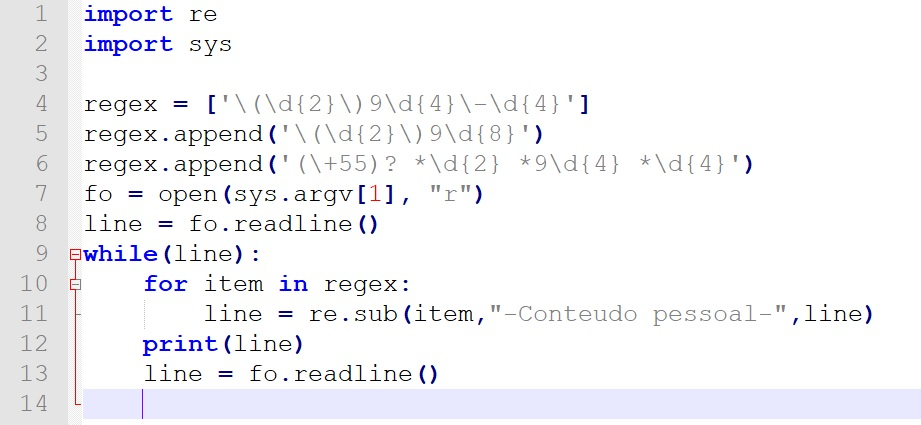 1 import re
2 import sys
3
4 regex = ['\(\d{2}\)9\d{4}\-\d{4}']
5 regex.append('\(\d{2}\)9\d{8}')
6 regex.append('(\+55)? *\d{2} *9\d{4} *\d{4}')
7 fo = open(sys.argv[1], "r")
8 line = fo.readline()
9 while(line):
10     for item in regex:
11         line = re.sub(item,"-Conteudo pessoal-",line)
12     print(line)
13     line = fo.readline()
14